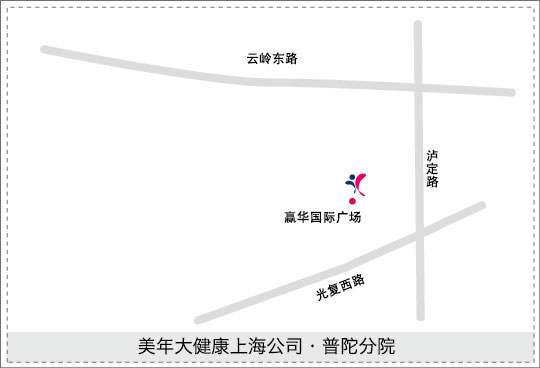 云岭东路
泸定路
赢华国际广场
光复西路
美年大健康上海公司 · 普陀分院